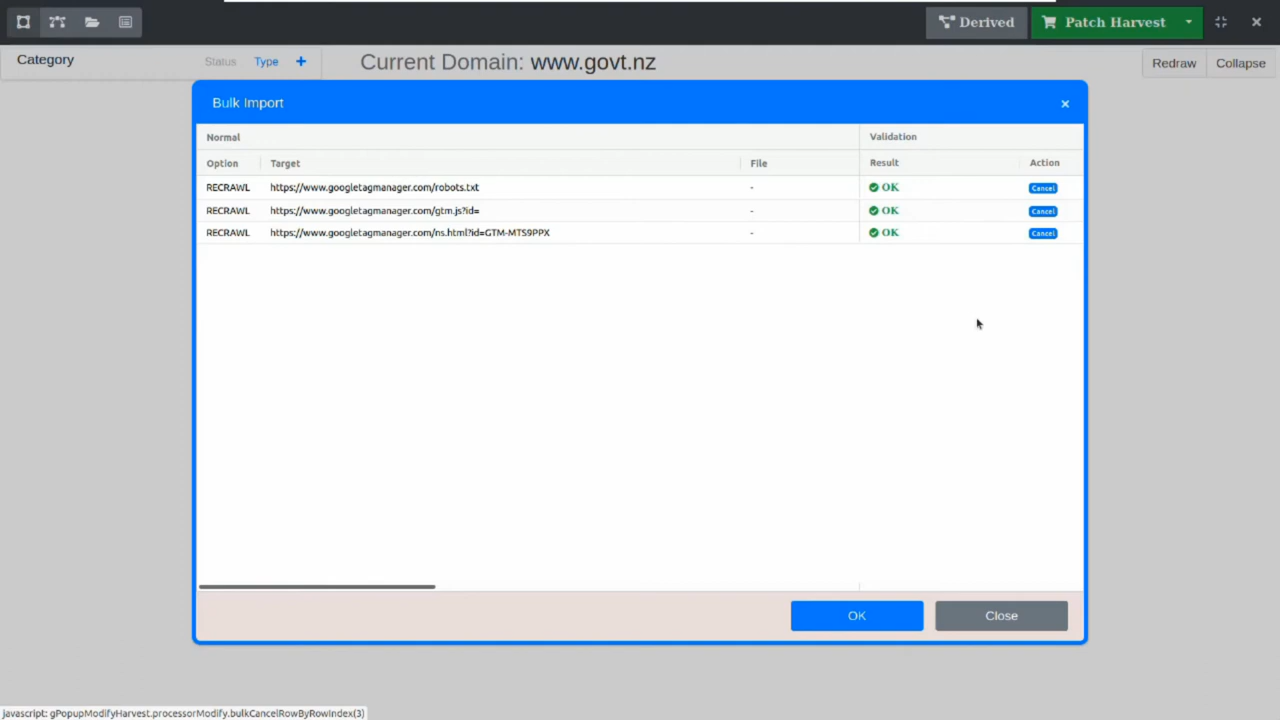 Derived
Patch Harvest
Category
Status Type
Current Domain: www.govt.nz
Redraw
Collapse
Bulk Import
Normal
Validation
Option Target File Result Action
RECRAWL https://www.googletagmanager.com/robots.txt - OK Cancel
RECRAWL https://www.googletagmanager.com/gtm.js?id= - OK Cancel
RECRAWL https://www.googletagmanager.com/ns.html?id=GTM-MTS9PPX - OK Cancel
OK
Close
javascript: gPopupModifyHarvest.processorModify.bulkCancelRowByRowIndex(3)